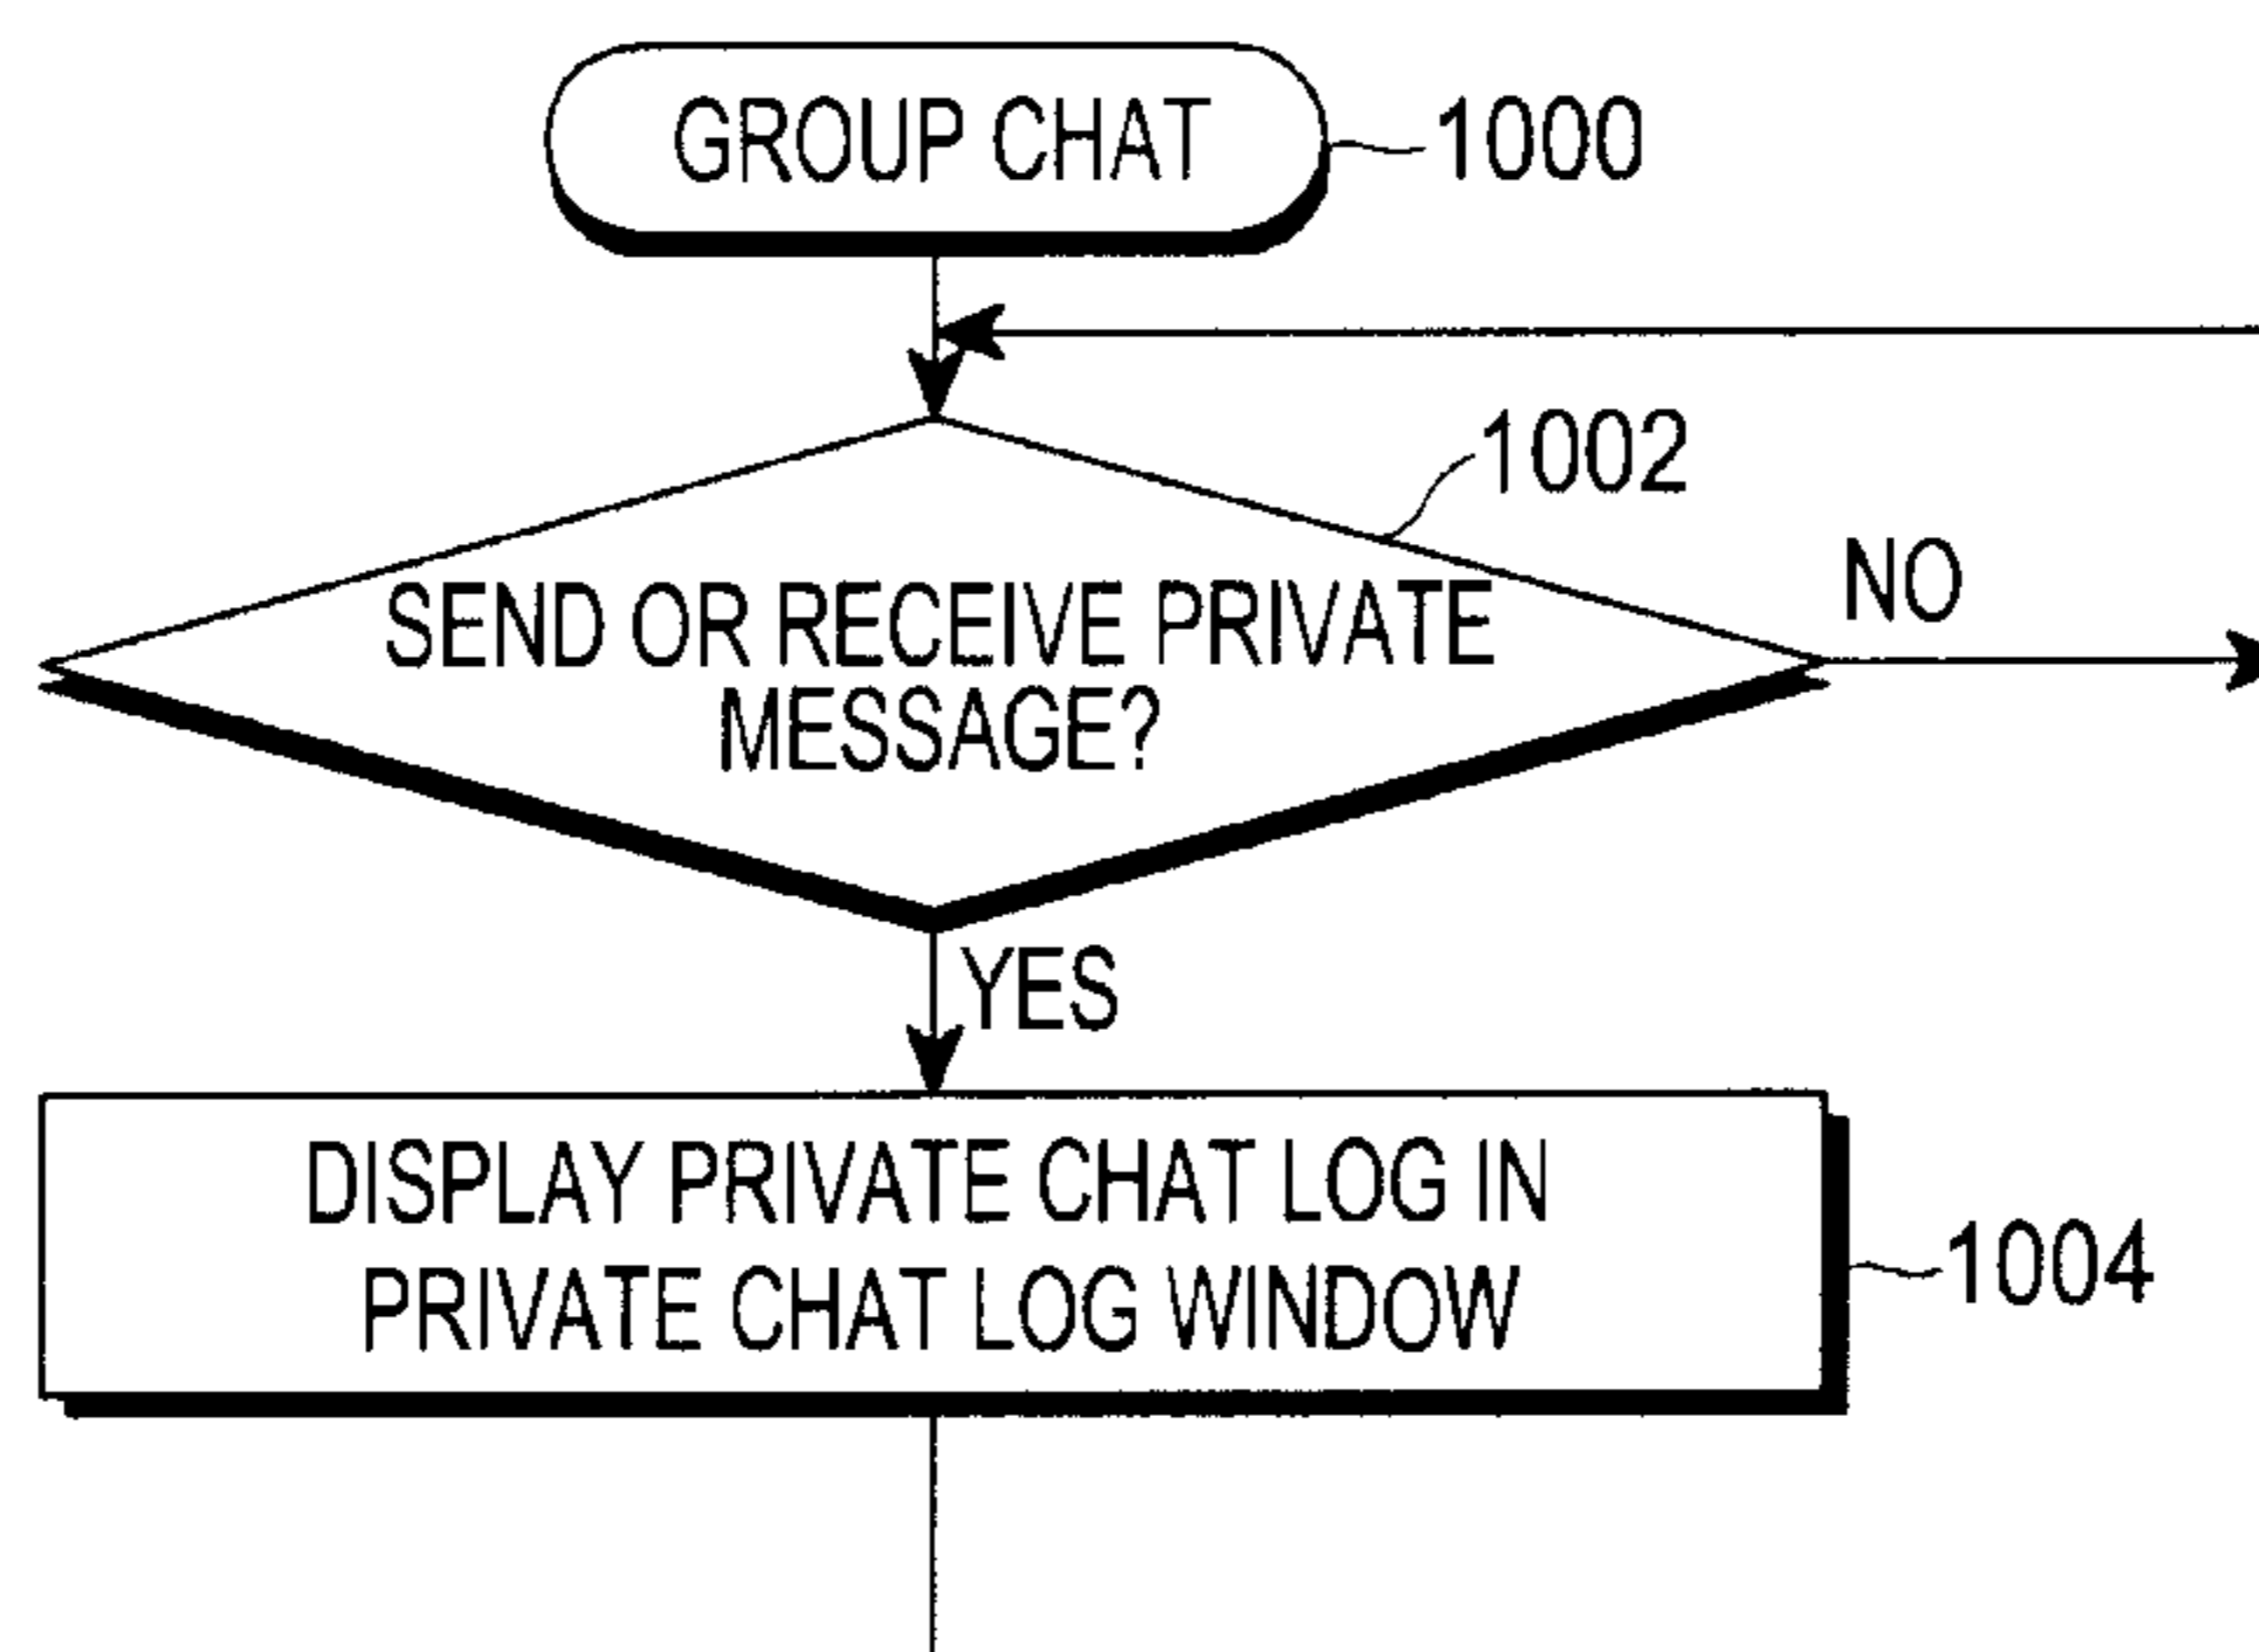 GROUP CHAT
1000
1002
NO
SEND OR RECEIVE PRIVATE
MESSAGE?
YES
DISPLAY PRIVATE CHAT LOG IN
PRIVATE CHAT LOG WINDOW
1004